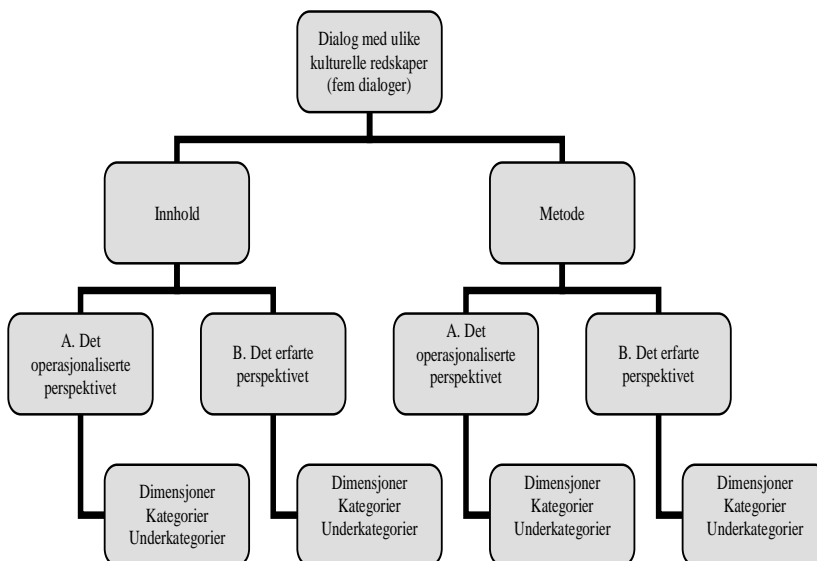 Dialog med ulike
kulturelle redskaper
(fem dialoger)
Innhold
Metode
A. Det
operasjonaliserte
perspektivet
B. Det erfarte
perspektivet
A. Det
operasjonaliserte
perspektivet
B. Det erfarte
perspektivet
Dimensjoner
Kategorier
Underkategorier
Dimensjoner
Kategorier
Underkategorier
Dimensjoner
Kategorier
Underkategorier
Dimensjoner
Kategorier
Underkategorier